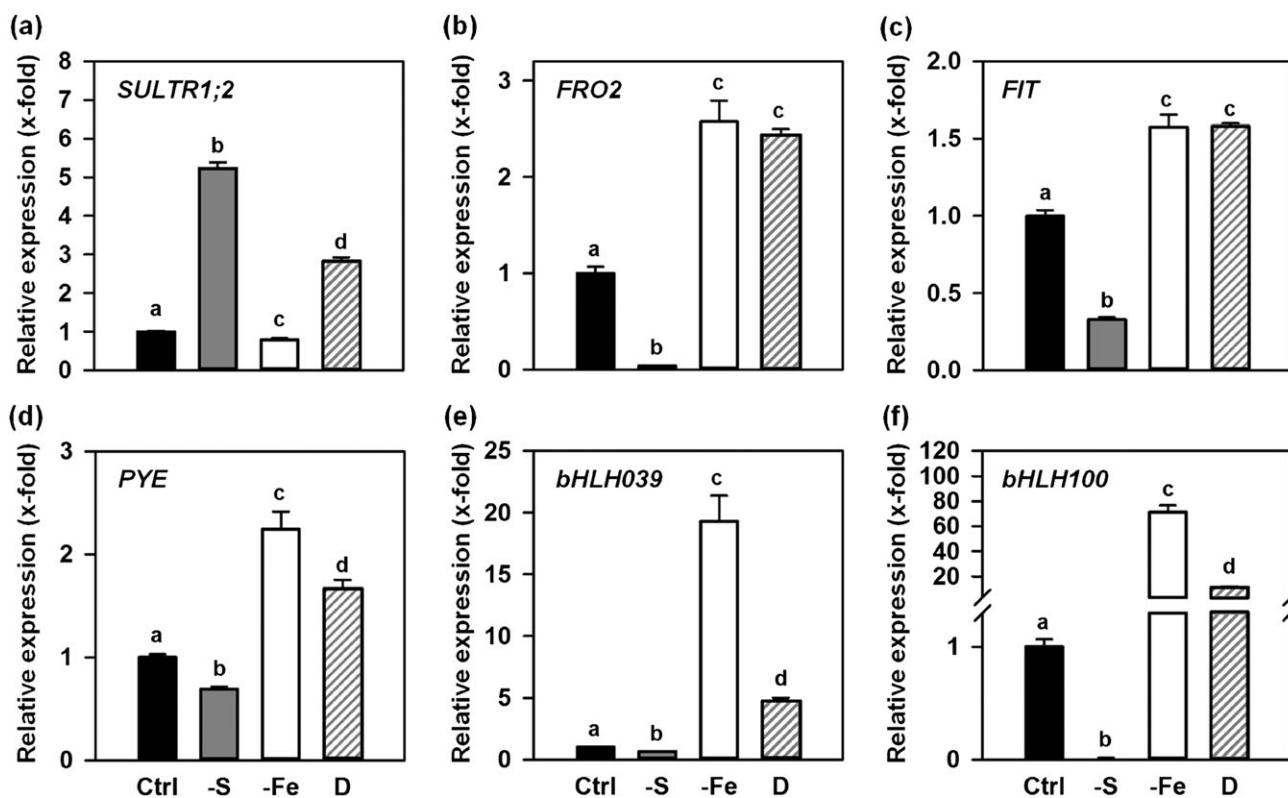 (a)
Relative expression (x-fold)
8
7
6
5
4
3
2
1
0
SULTR1;2
a
b
c
d
(b)
Relative expression (x-fold)
3
2
1
0
FRO2
a
b
c
c
(c)
Relative expression (x-fold)
2.0
1.5
1.0
0.5
0.0
FIT
a
b
c
c
(d)
Relative expression (x-fold)
3
2
1
0
PYE
a
b
c
d
Ctrl -S -Fe D
(e)
Relative expression (x-fold)
25
20
15
10
5
0
bHLH039
a
b
c
d
Ctrl -S -Fe D
(f)
Relative expression (x-fold)
120
100
80
60
40
20
1
0
bHLH100
a
b
c
d
Ctrl -S -Fe D